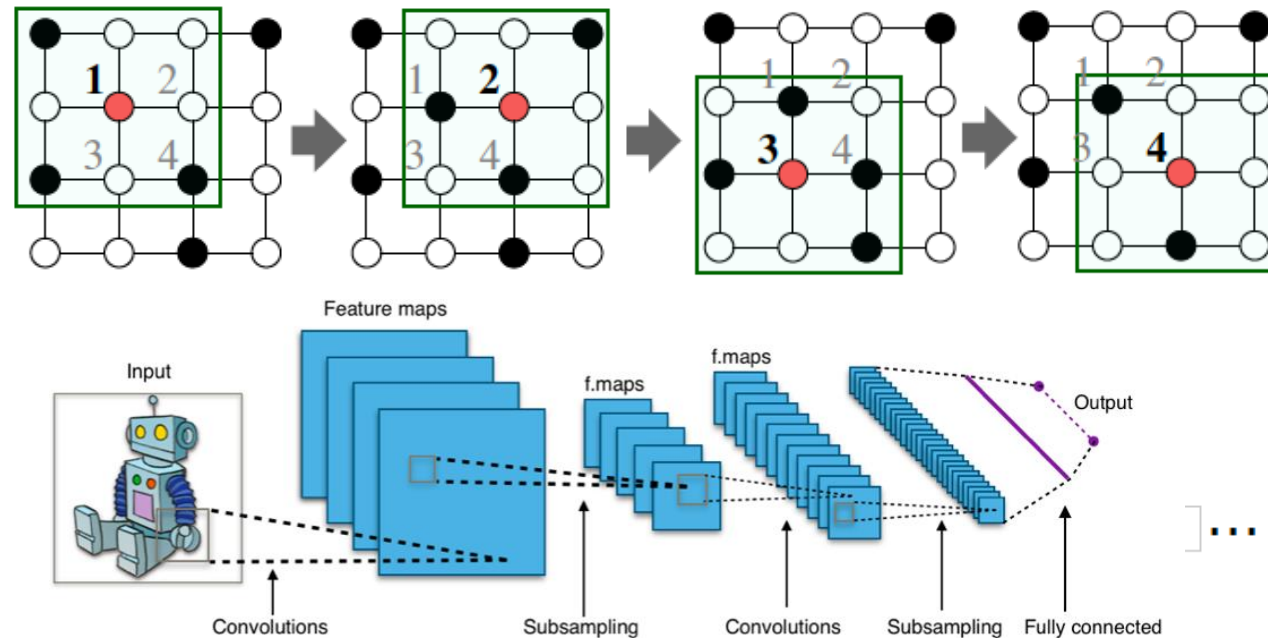 1 2
3 4
1 2
3 4
1 2
3 4
1 2
3 4
Feature maps
Input
f.maps
f.maps
Output
...
Convolutions
Subsampling
Convolutions
Subsampling
Fully connected